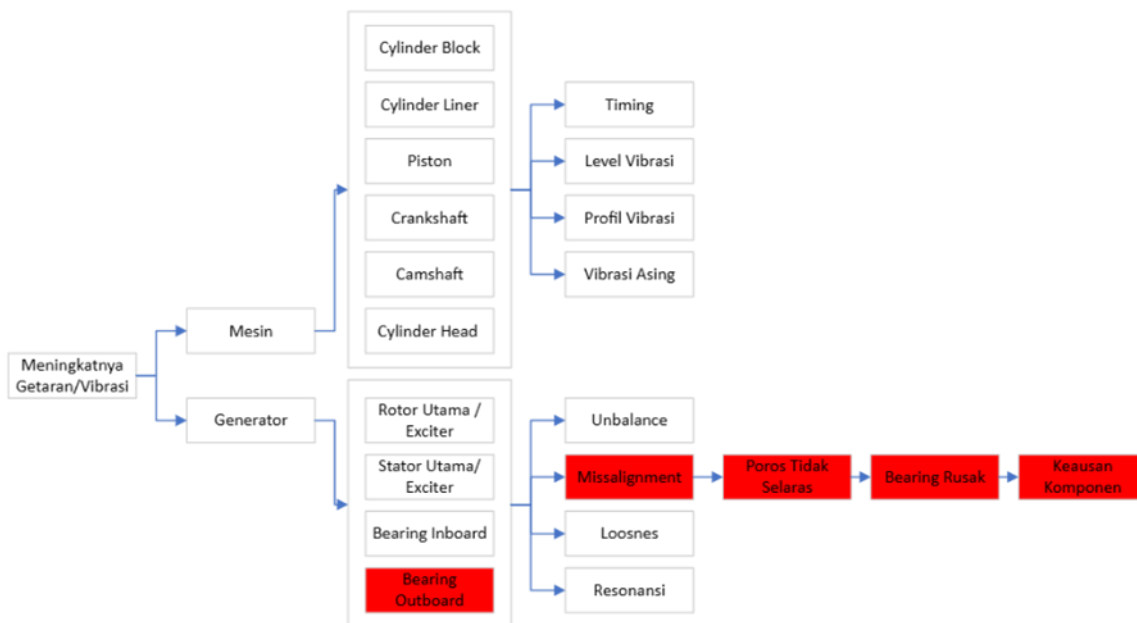 Cylinder Block
Cylinder Liner
Piston
Crankshaft
Camshaft
Cylinder Head
Timing
Level Vibrasi
Profil Vibrasi
Vibrasi Asing
Mesin
Meningkatnya
Getaran/Vibrasi
Generator
Rotor Utama /
Exciter
Stator Utama/
Exciter
Bearing Inboard
Bearing
Outboard
Unbalance
Missalignment
Poros Tidak
Selaras
Bearing Rusak
Keausan
Komponen
Loosnes
Resonansi